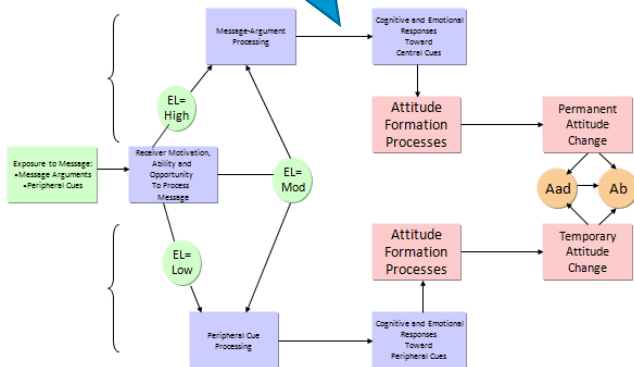 Message-Argument
Processing
Cognitive and Emotional
Responses
Toward
Central Cues
EL=
High
Attitude
Formation
Processes
Permanent
Attitude
Change
Exposure to Message:
•Message Arguments
•Peripheral Cues
Receiver Motivation,
Ability and
Opportunity
To Process
Message
EL=
Mod
Aad
Ab
EL=
Low
Attitude
Formation
Processes
Temporary
Attitude
Change
Peripheral Cue
Processing
Cognitive and Emotional
Responses
Toward
Peripheral Cues